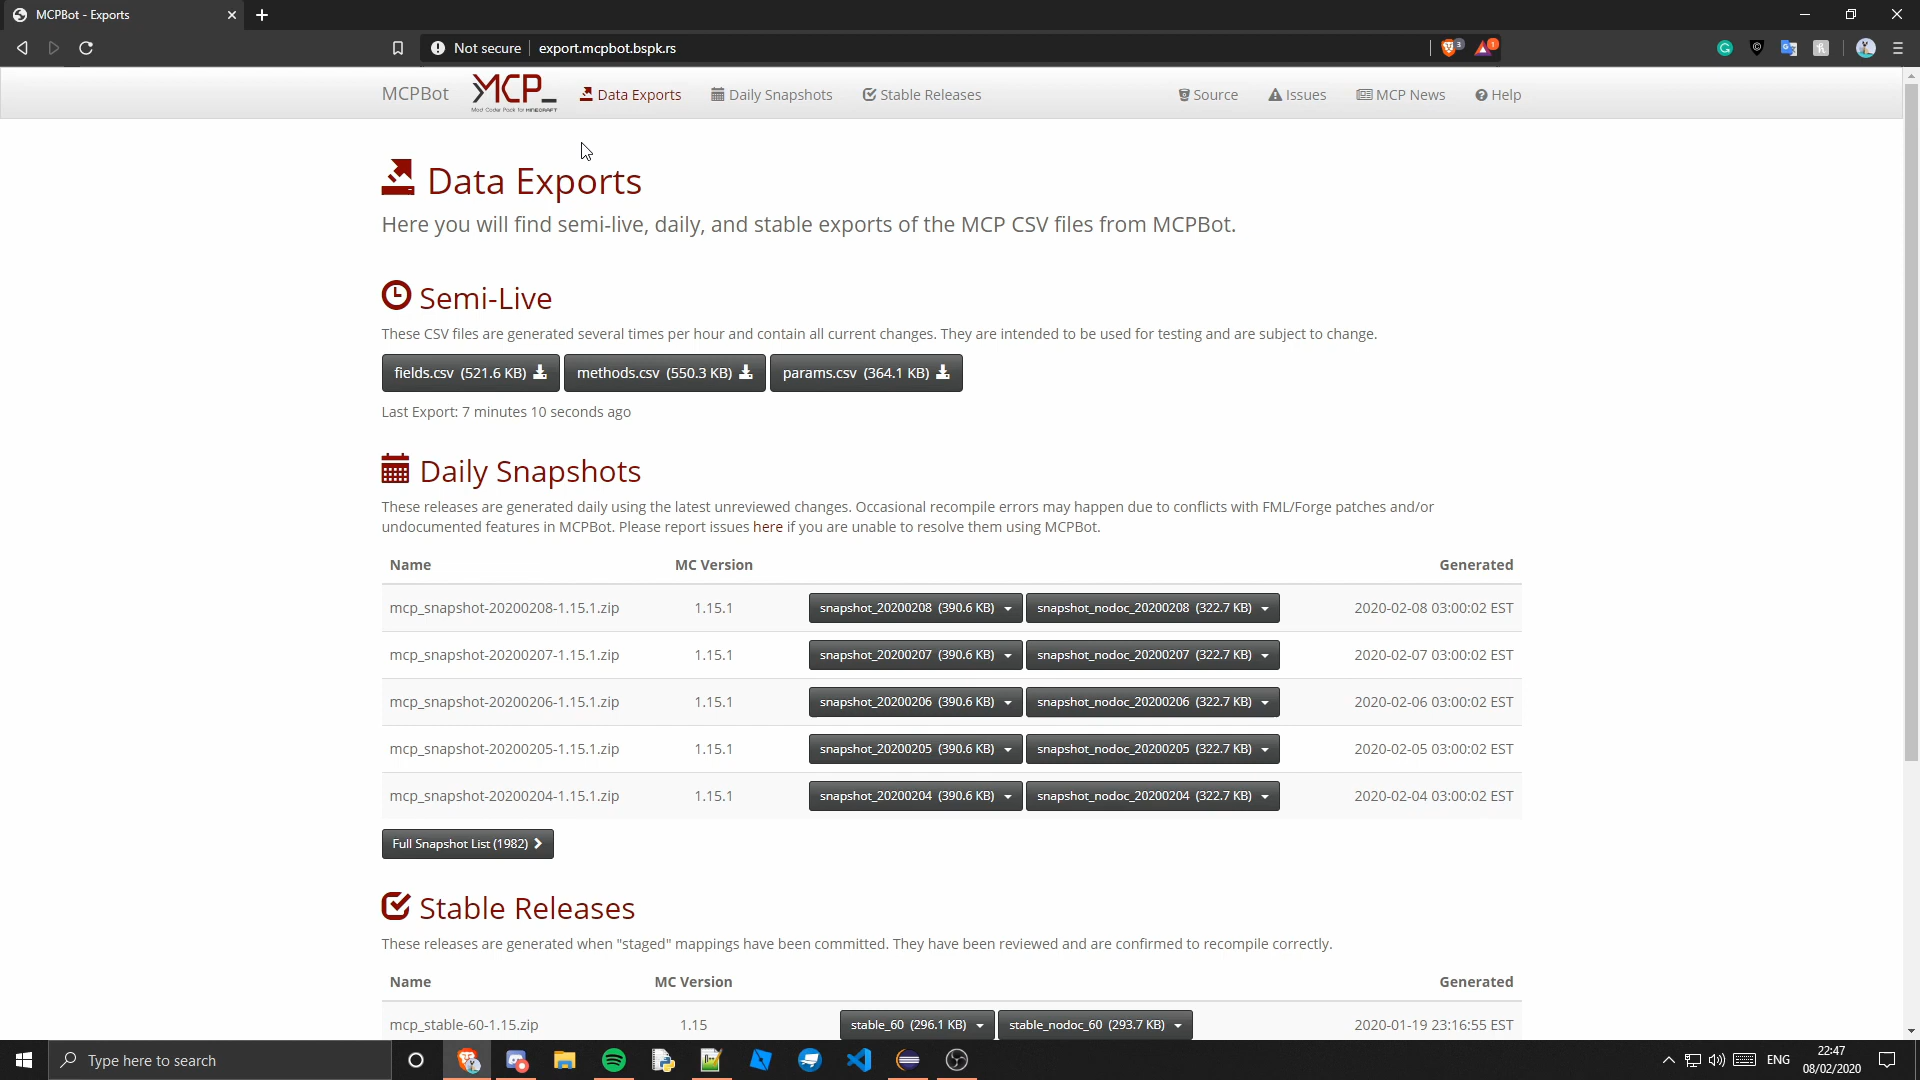 MCPBot - Exports
Not secure export.mcpbot.bspk.rs
3
1
MCPBot
MCP_
Mod Coder Pack for MINECRAFT
Data Exports
Daily Snapshots
Stable Releases
Source
Issues
MCP News
Help
Data Exports
Here you will find semi-live, daily, and stable exports of the MCP CSV files from MCPBot.
Semi-Live
These CSV files are generated several times per hour and contain all current changes. They are intended to be used for testing and are subject to change.
fields.csv (521.6 KB) methods.csv (550.3 KB) params.csv (364.1 KB)
Last Export: 7 minutes 10 seconds ago
Daily Snapshots
These releases are generated daily using the latest unreviewed changes. Occasional recompile errors may happen due to conflicts with FML/Forge patches and/or
undocumented features in MCPBot. Please report issues here if you are unable to resolve them using MCPBot.
Name MC Version Generated
mcp_snapshot-20200208-1.15.1.zip 1.15.1 snapshot_20200208 (390.6 KB) snapshot_nodoc_20200208 (322.7 KB) 2020-02-08 03:00:02 EST
mcp_snapshot-20200207-1.15.1.zip 1.15.1 snapshot_20200207 (390.6 KB) snapshot_nodoc_20200207 (322.7 KB) 2020-02-07 03:00:02 EST
mcp_snapshot-20200206-1.15.1.zip 1.15.1 snapshot_20200206 (390.6 KB) snapshot_nodoc_20200206 (322.7 KB) 2020-02-06 03:00:02 EST
mcp_snapshot-20200205-1.15.1.zip 1.15.1 snapshot_20200205 (390.6 KB) snapshot_nodoc_20200205 (322.7 KB) 2020-02-05 03:00:02 EST
mcp_snapshot-20200204-1.15.1.zip 1.15.1 snapshot_20200204 (390.6 KB) snapshot_nodoc_20200204 (322.7 KB) 2020-02-04 03:00:02 EST
Full Snapshot List (1982)
Stable Releases
These releases are generated when "staged" mappings have been committed. They have been reviewed and are confirmed to recompile correctly.
Name MC Version Generated
mcp_stable-60-1.15.zip 1.15 stable_60 (296.1 KB) stable_nodoc_60 (293.7 KB) 2020-01-19 23:16:55 EST
Type here to search
ENG
22:47
08/02/2020